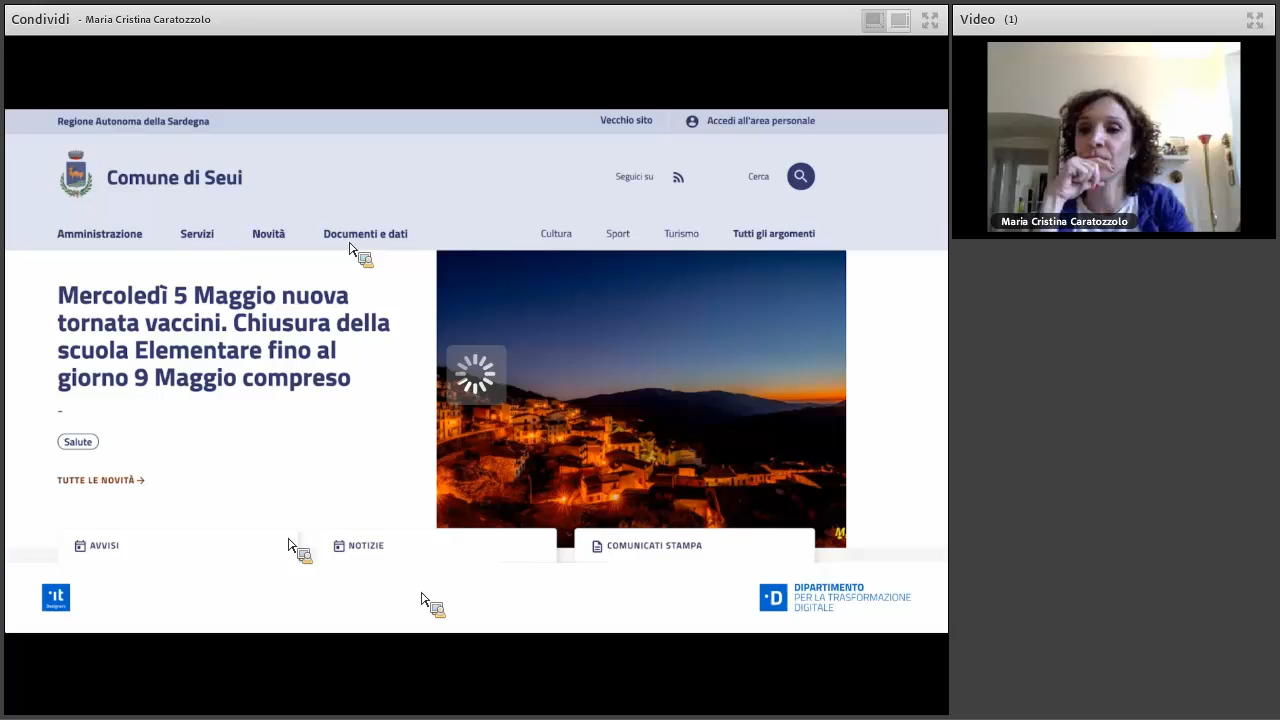 Condividi - Maria Cristina Caratozzolo
Video (1)
Regione Autonoma della Sardegna
Vecchio sito
Accedi all'area personale
Comune di Seui
Seguici su
Cerca
Amministrazione Servizi Novità Documenti e dati
Cultura Sport Turismo Tutti gli argomenti
Mercoledì 5 Maggio nuova
tornata vaccini. Chiusura della
scuola Elementare fino al
giorno 9 Maggio compreso
-
Salute
TUTTE LE NOVITÀ
AVVISI
NOTIZIE
COMUNICATI STAMPA
it
Designers
D
DIPARTIMENTO
PER LA TRASFORMAZIONE
DIGITALE
Maria Cristina Caratozzolo